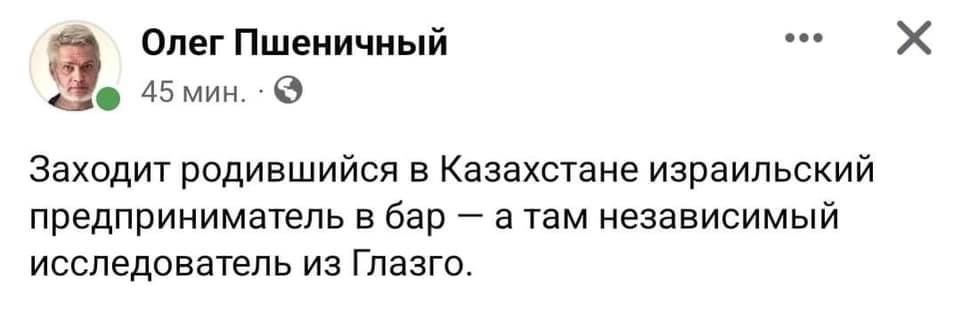 Олег Пшеничный
45 мин. ·
Заходит родившийся в Казахстане израильский
предприниматель в бар — а там независимый
исследователь из Глазго.